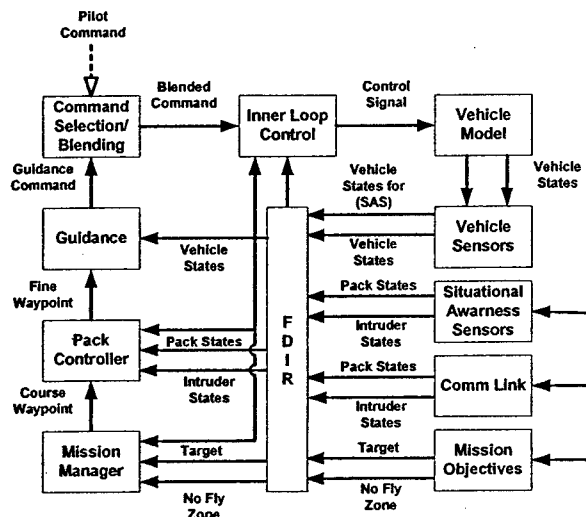 Pilot
Command
Command
Selection/
Blending
Blended
Command
Inner Loop
Control
Control
Signal
Vehicle
Model
Guidance
Command
Vehicle
States for
(SAS)
Vehicle
States
Guidance
Vehicle
States
Vehicle
States
Vehicle
Sensors
Fine
Waypoint
Pack States
Situational
Awarness
Sensors
Pack
Controller
Pack States
Intruder
States
F
D
I
R
Intruder
States
Pack States
Comm Link
Course
Waypoint
Intruder
States
Mission
Manager
Target
No Fly
Zone
Target
No Fly
Zone
Mission
Objectives